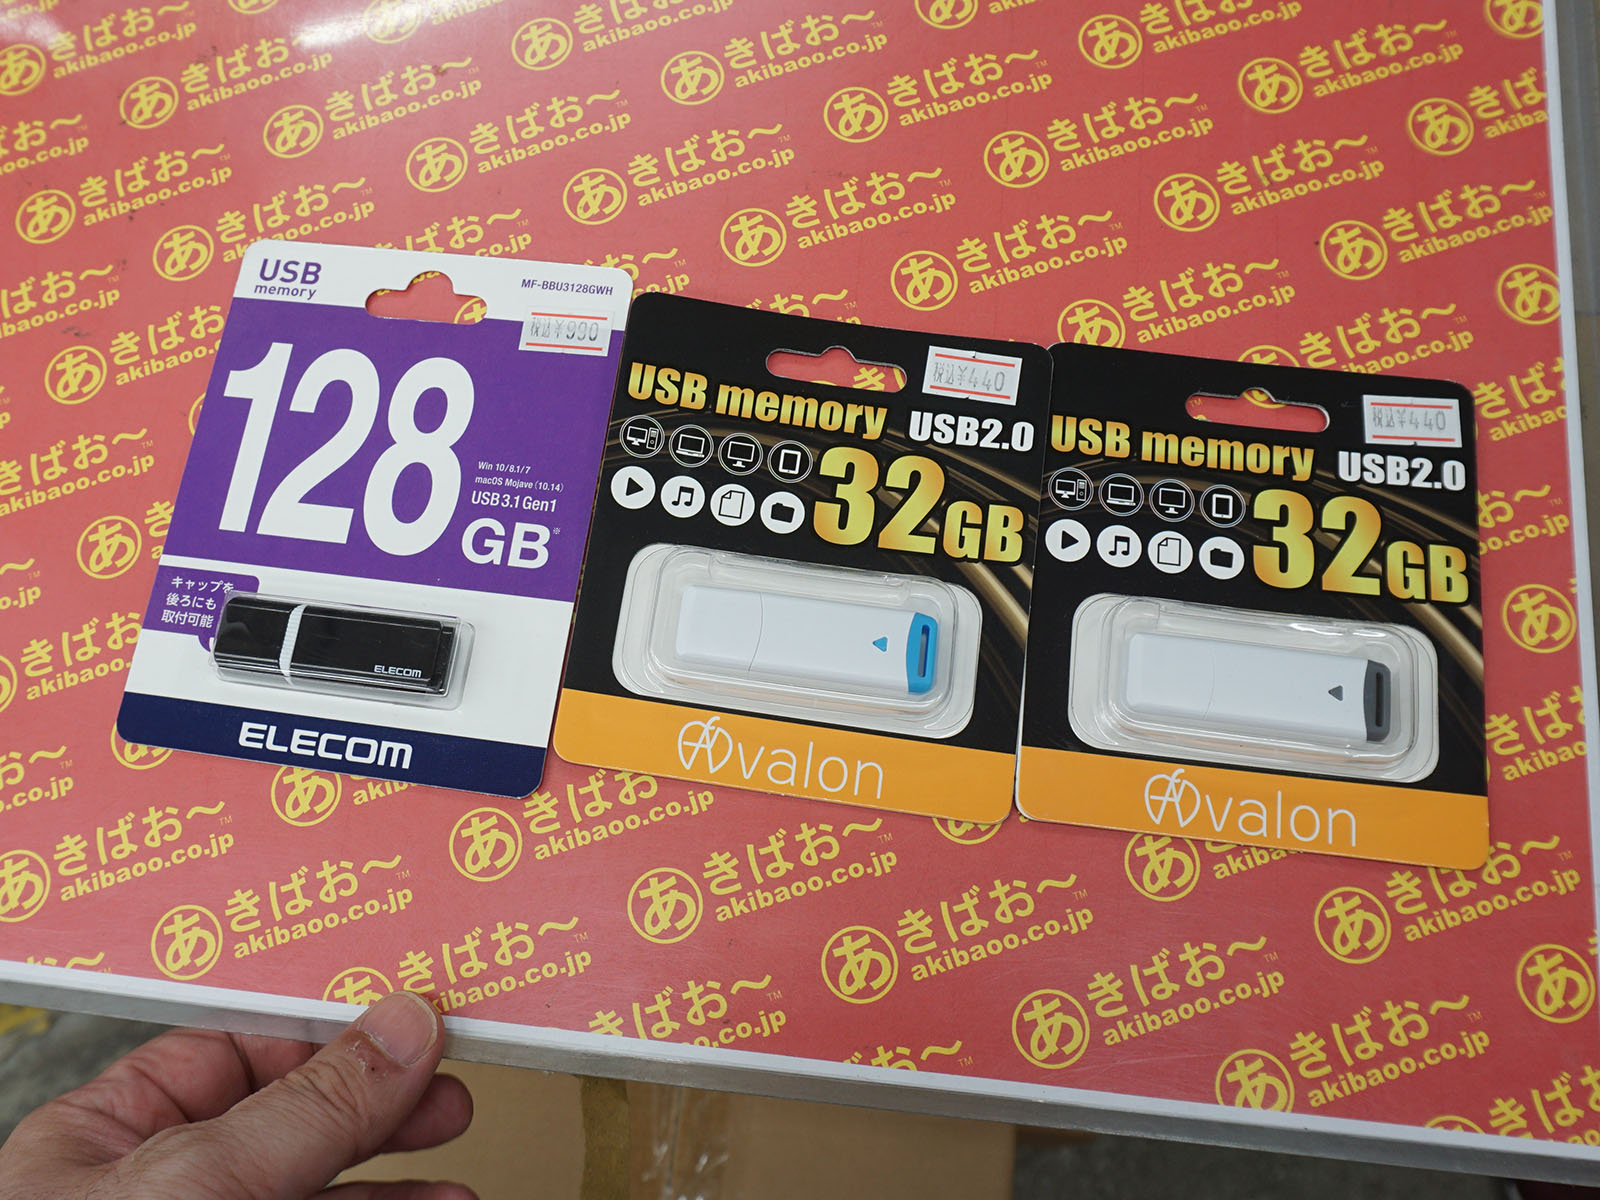 きばお～
akibaoo.co.jp
USB
memory
MF-BBU3128GWH
税込¥990
128
Win 10/8.1/7
macOS Mojave (10.14)
USB3.1 Gen1
GB※
キャップを
後ろにも
取付可能
ELECOM
ELECOM
税込¥440
USB memory
USB2.0
32GB
Avalon
税込¥440
USB memory
USB2.0
32GB
Avalon